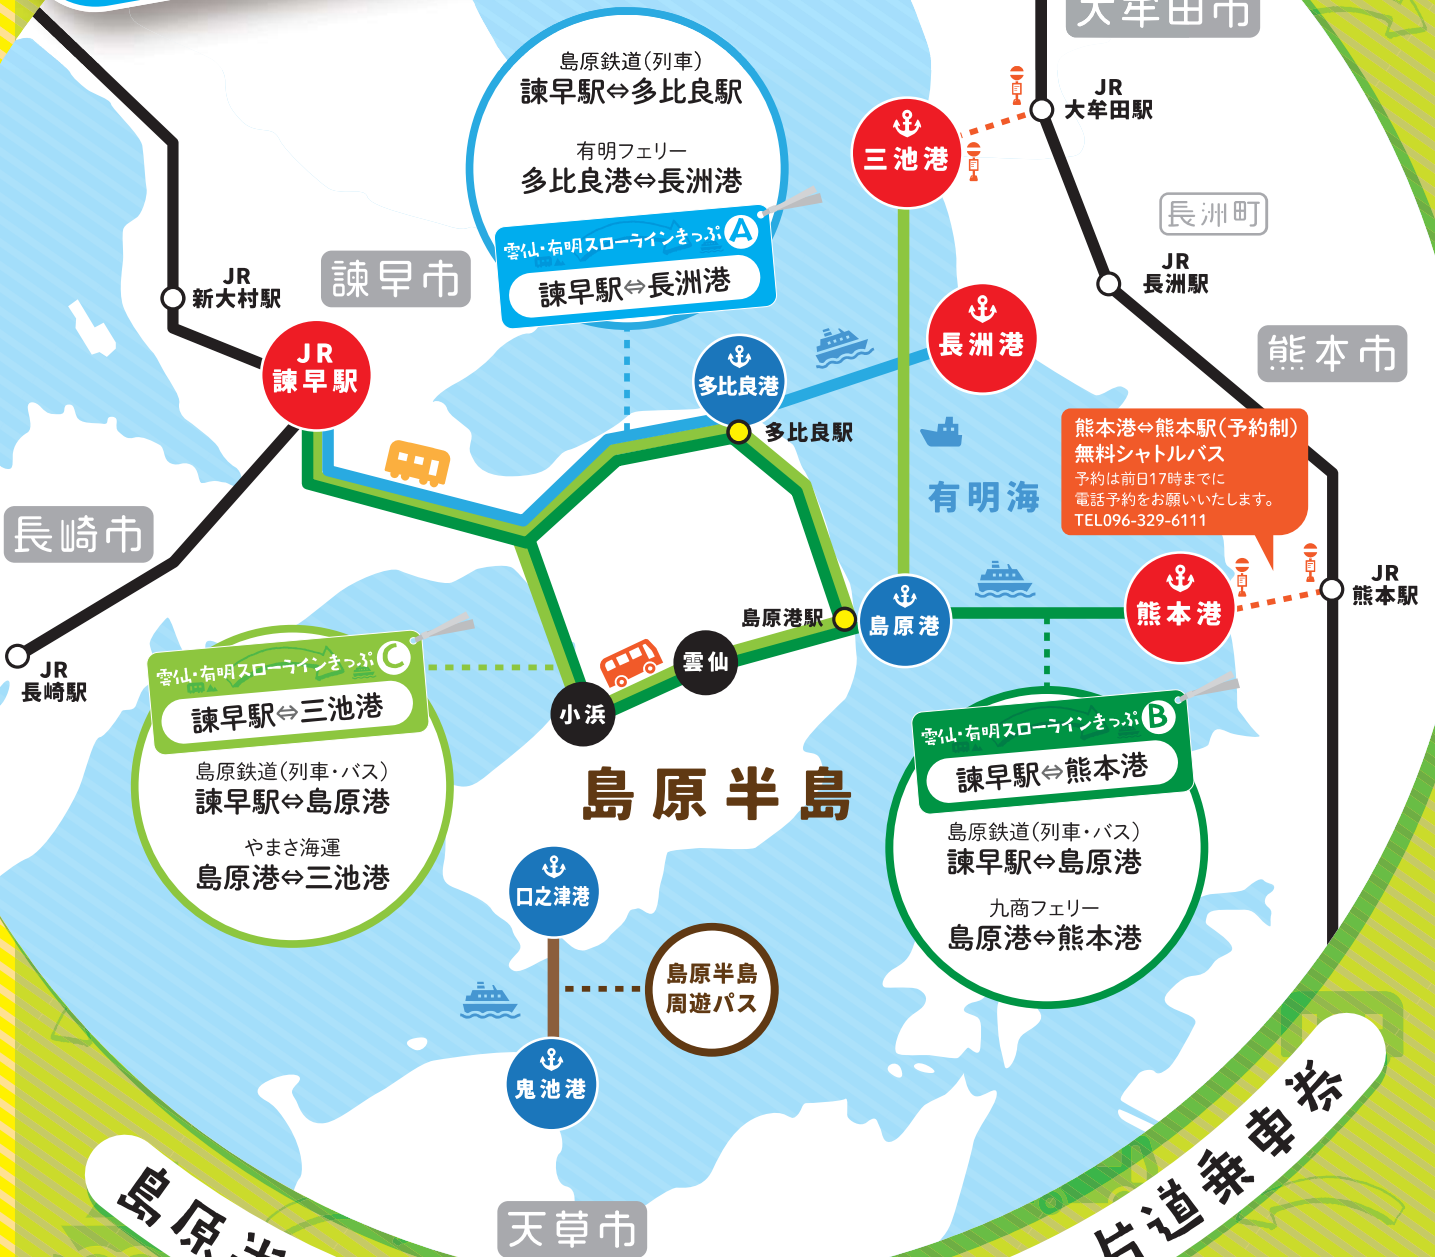 大牟田市
島原鉄道(列車)
諫早駅⇔多比良駅
有明フェリー
多比良港⇔長洲港
雲仙・有明スローラインきっぷ A
諫早駅⇔長洲港
三池港
JR
大牟田駅
長洲町
JR
長洲駅
諫早市
JR
新大村駅
JR
諫早駅
長洲港
熊本市
多比良港
多比良駅
熊本港⇔熊本駅(予約制)
無料シャトルバス
予約は前日17時までに
電話予約をお願いいたします。
TEL096-329-6111
有明海
長崎市
JR
長崎駅
島原港駅
島原港
熊本港
JR
熊本駅
雲仙
小浜
雲仙・有明スローラインきっぷ C
諫早駅⇔三池港
島原鉄道(列車・バス)
諫早駅⇔島原港
やまさ海運
島原港⇔三池港
島原半島
雲仙・有明スローラインきっぷ B
諫早駅⇔熊本港
島原鉄道(列車・バス)
諫早駅⇔島原港
九商フェリー
島原港⇔熊本港
口之津港
島原半島
周遊パス
鬼池港
天草市
島原半
片道乗車券